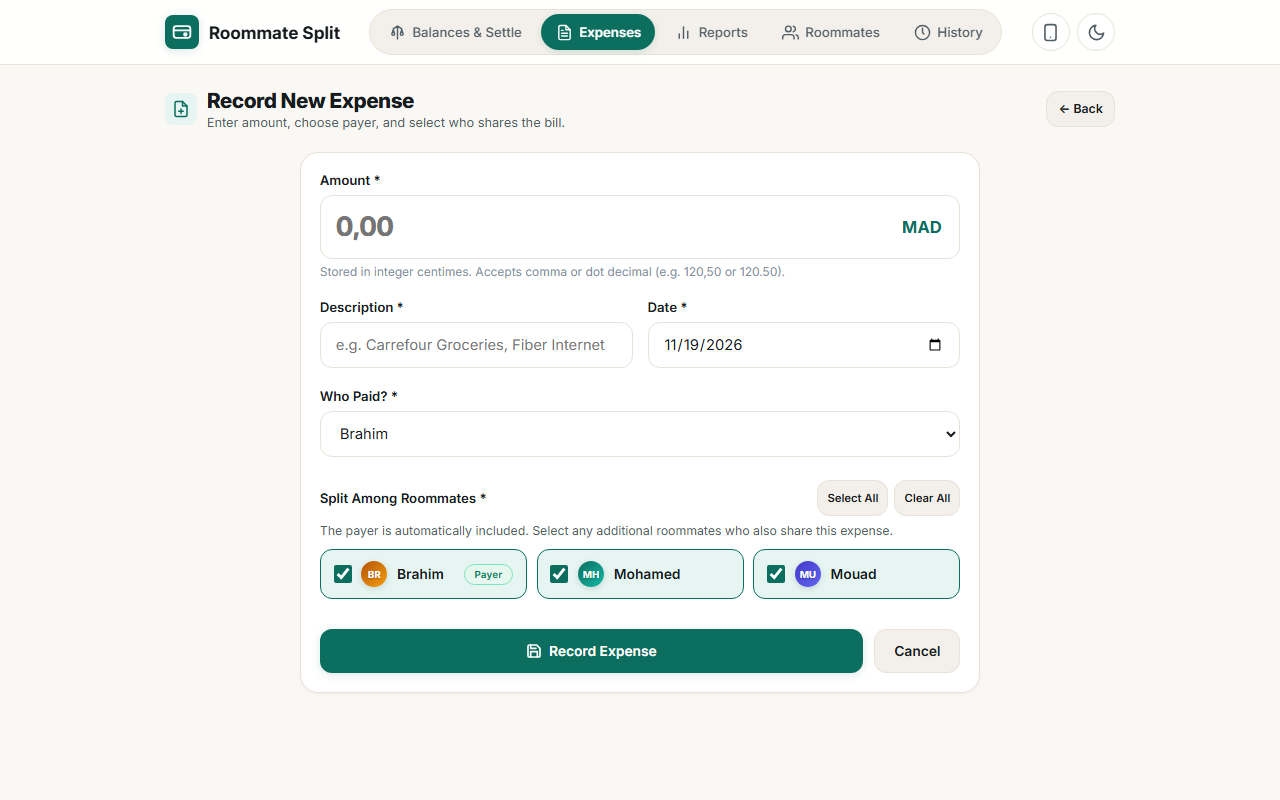 Roommate Split
Balances & Settle
Expenses
Reports
Roommates
History
Record New Expense
Enter amount, choose payer, and select who shares the bill.
← Back
Amount *
0,00
MAD
Stored in integer centimes. Accepts comma or dot decimal (e.g. 120,50 or 120.50).
Description *
Date *
e.g. Carrefour Groceries, Fiber Internet
11/19/2026
Who Paid? *
Brahim
Split Among Roommates *
Select All
Clear All
The payer is automatically included. Select any additional roommates who also share this expense.
BR Brahim Payer
MH Mohamed
MU Mouad
Record Expense
Cancel